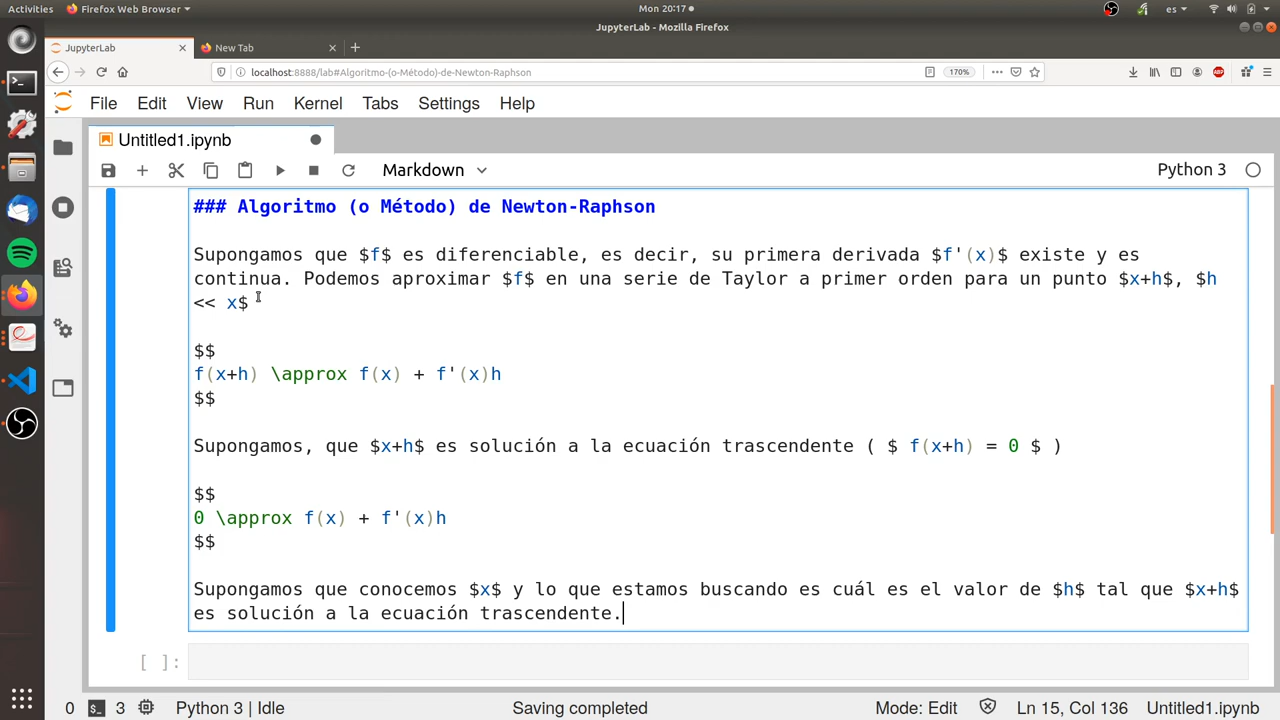 Activities Firefox Web Browser Mon 20:17 es
JupyterLab - Mozilla Firefox
JupyterLab New Tab
localhost:8888/lab#Algoritmo-(o-Método)-de-Newton-Raphson 170% ABP
File Edit View Run Kernel Tabs Settings Help
Untitled1.ipynb
Markdown Python 3
### Algoritmo (o Método) de Newton-Raphson
Supongamos que $f$ es diferenciable, es decir, su primera derivada $f'(x)$ existe y es
continua. Podemos aproximar $f$ en una serie de Taylor a primer orden para un punto $x+h$, $h
<< x$
$$
f(x+h) \approx f(x) + f'(x)h
$$
Supongamos, que $x+h$ es solución a la ecuación trascendente ( $ f(x+h) = 0 $ )
$$
0 \approx f(x) + f'(x)h
$$
Supongamos que conocemos $x$ y lo que estamos buscando es cuál es el valor de $h$ tal que $x+h$
es solución a la ecuación trascendente.
[ ]:
0 3 Python 3 | Idle Saving completed Mode: Edit Ln 15, Col 136 Untitled1.ipynb